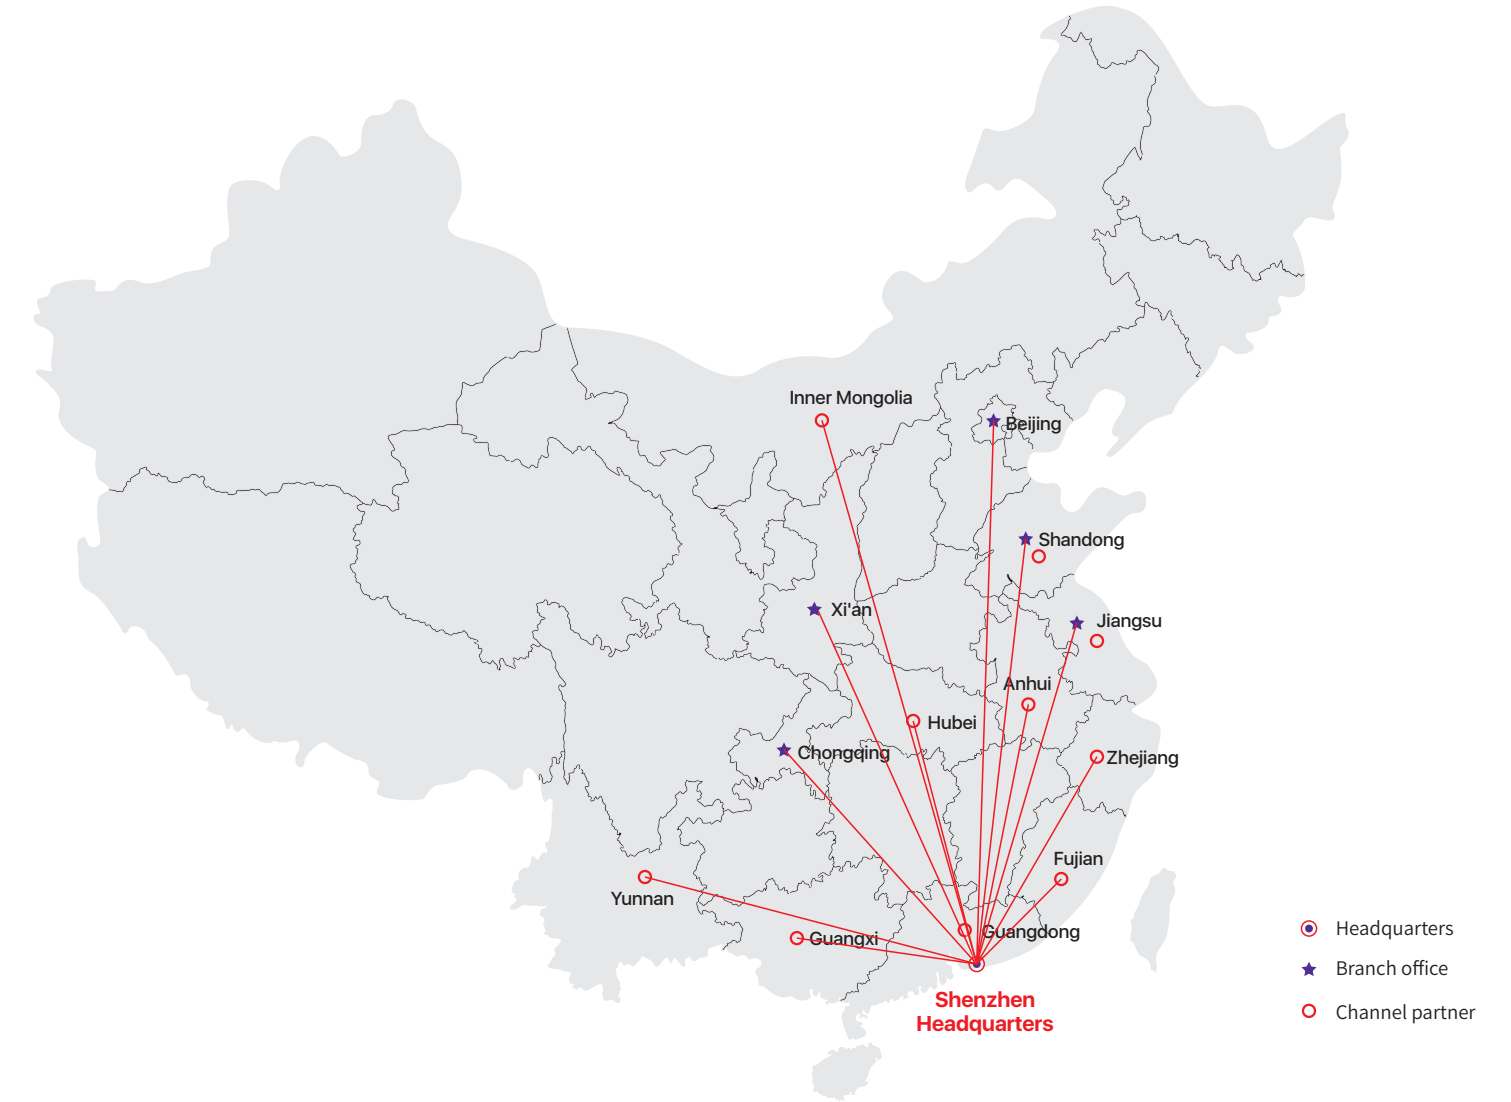 Inner Mongolia
Beijing
Shandong
Xi'an
Jiangsu
Anhui
Hubei
Chongqing
Zhejiang
Fujian
Yunnan
Guangxi
Guangdong
Shenzhen
Headquarters
Headquarters
Branch office
Channel partner